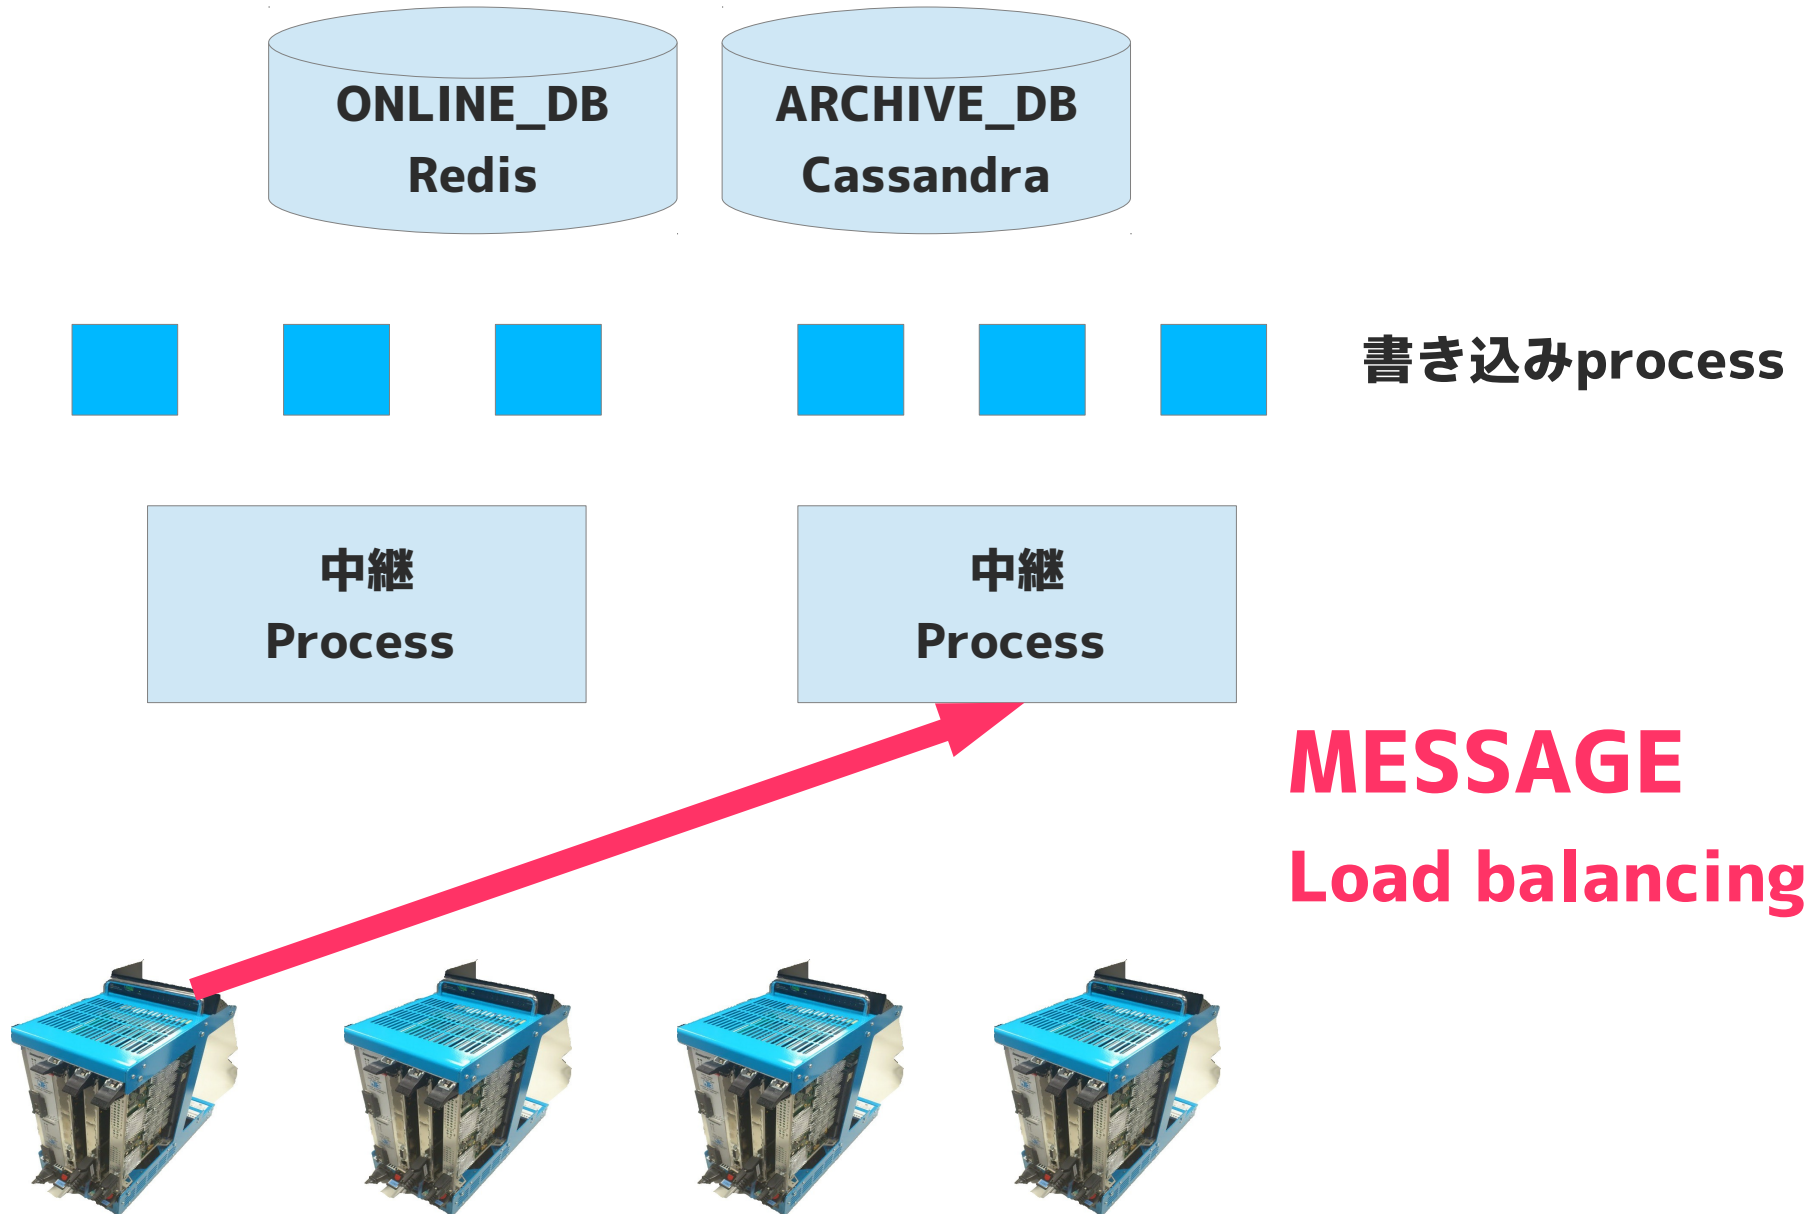 ONLINE_DB
Redis
ARCHIVE_DB
Cassandra
書き込みprocess
中継
Process
中継
Process
MESSAGE
Load balancing